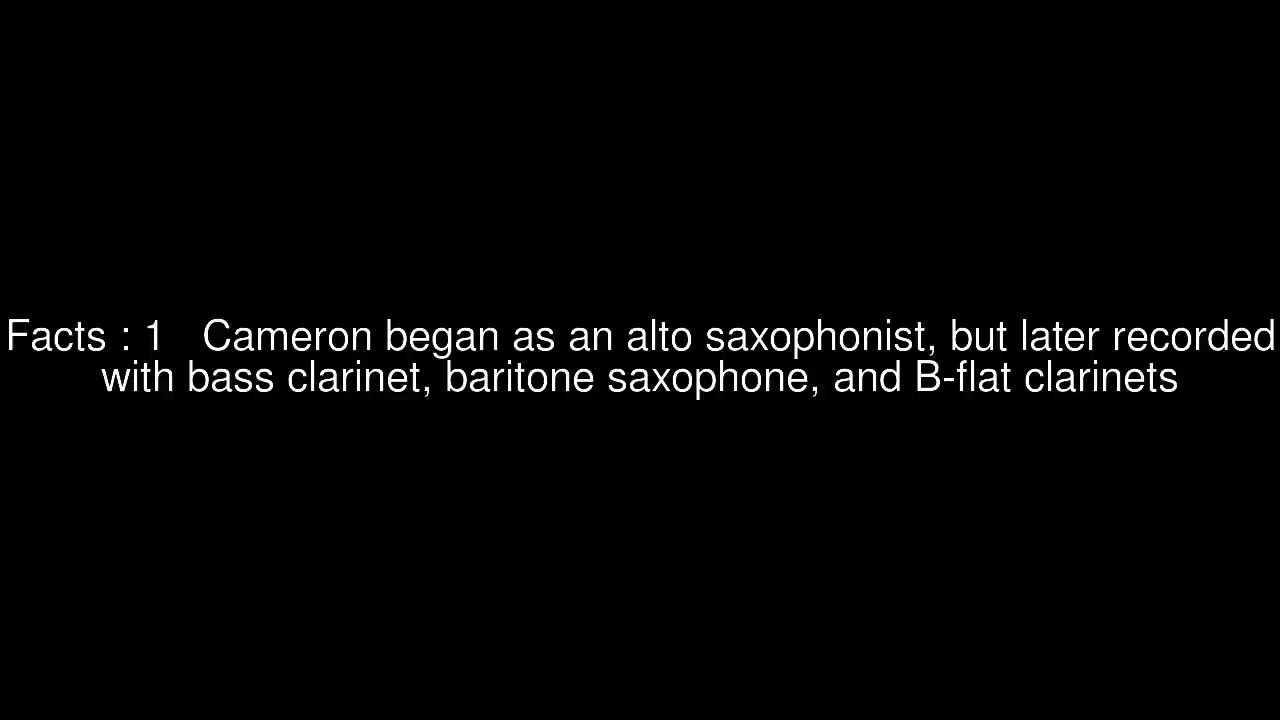 Facts : 1   Cameron began as an alto saxophonist, but later recorded
with bass clarinet, baritone saxophone, and B-flat clarinets